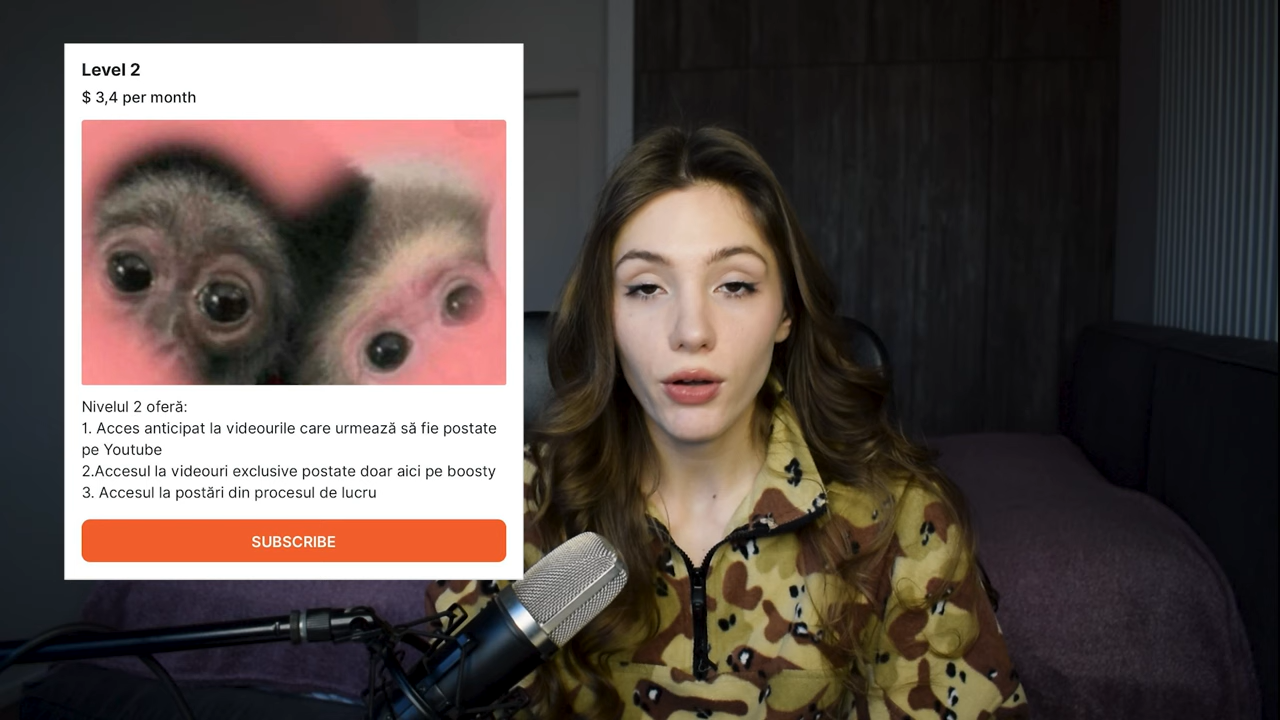 Level 2
$ 3,4 per month
Nivelul 2 oferă:
1. Acces anticipat la videourile care urmează să fie postate
pe Youtube
2.Accesul la videouri exclusive postate doar aici pe boosty
3. Accesul la postări din procesul de lucru
SUBSCRIBE